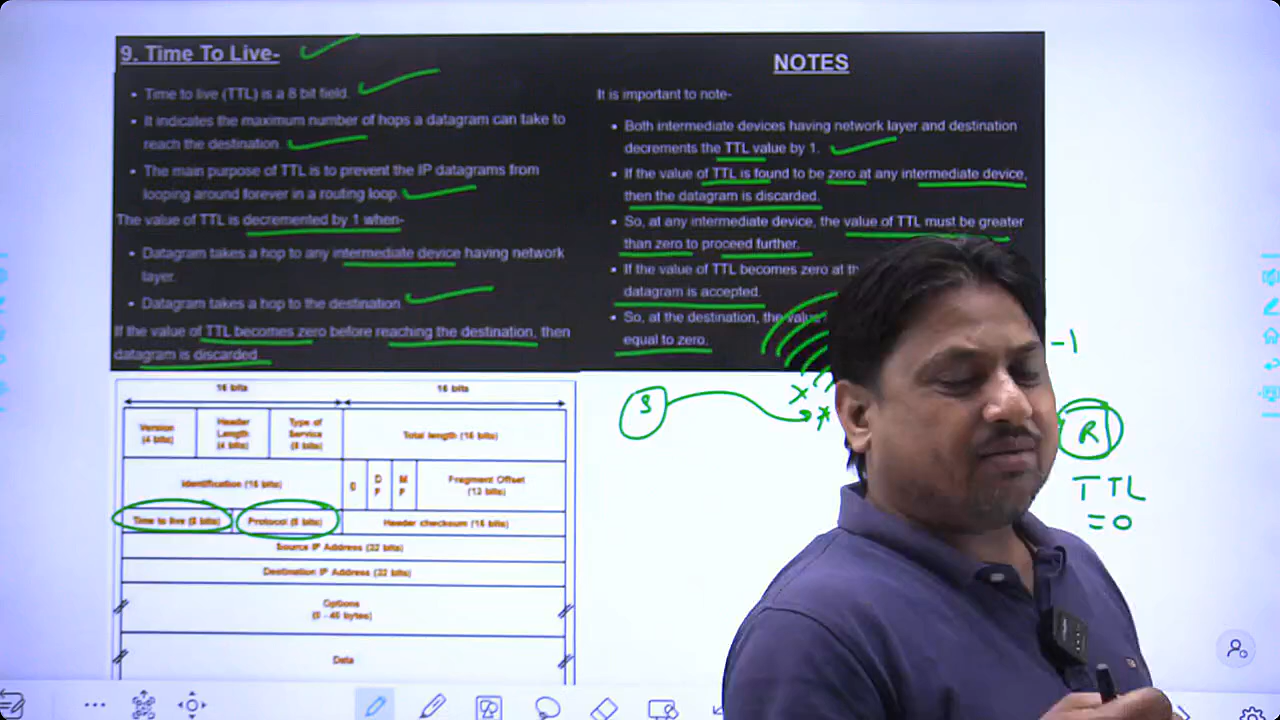 9. Time To Live-
• Time to live (TTL) is a 8 bit field.
• It indicates the maximum number of hops a datagram can take to
reach the destination.
• The main purpose of TTL is to prevent the IP datagrams from
looping around forever in a routing loop.
The value of TTL is decremented by 1 when-
• Datagram takes a hop to any intermediate device having network
layer.
• Datagram takes a hop to the destination.
If the value of TTL becomes zero before reaching the destination, then
datagram is discarded.
NOTES
It is important to note-
• Both intermediate devices having network layer and destination
decrements the TTL value by 1.
• If the value of TTL is found to be zero at any intermediate device,
then the datagram is discarded.
• So, at any intermediate device, the value of TTL must be greater
than zero to proceed further.
• If the value of TTL becomes zero at th
datagram is accepted.
• So, at the destination, the value
equal to zero.
-1
S
R
TTL
=0
16 bits 16 bits
Version
(4 bits)
Header
Length
(4 bits)
Type of
Service
(8 bits)
Total length (16 bits)
Identification (16 bits)
0
D
F
M
F
Fragment Offset
(13 bits)
Time to live (8 bits) Protocol (8 bits) Header checksum (16 bits)
Source IP Address (32 bits)
Destination IP Address (32 bits)
Options
(0 - 40 bytes)
Data